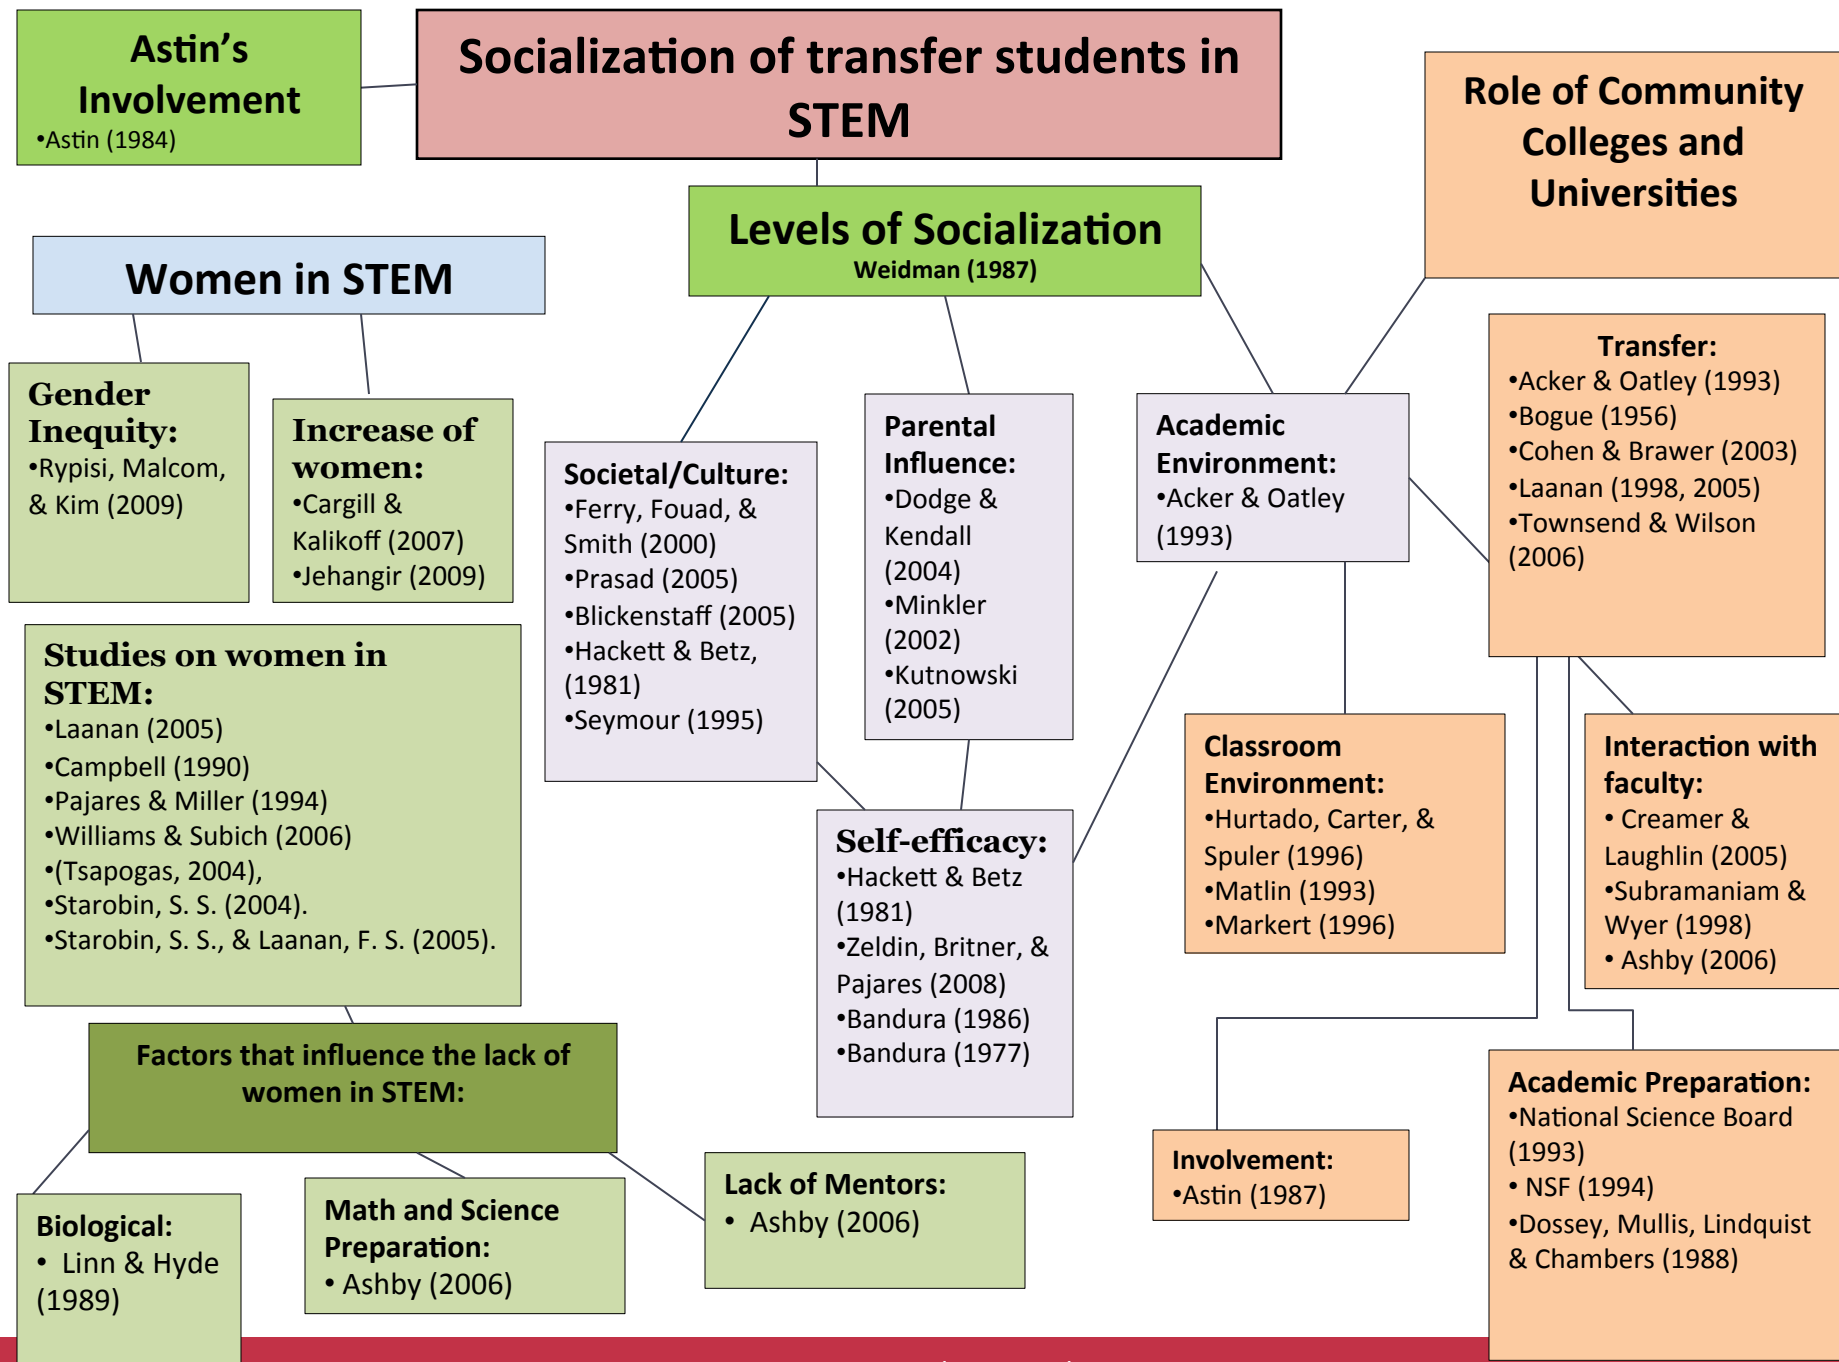 Astin’s
Involvement
•Astin (1984)
Socialization of transfer students in
STEM
Role of Community
Colleges and
Universities
Levels of Socialization
Weidman (1987)
Women in STEM
Gender
Inequity:
•Rypisi, Malcom,
& Kim (2009)
Increase of
women:
•Cargill &
Kalikoff (2007)
•Jehangir (2009)
Societal/Culture:
•Ferry, Fouad, &
Smith (2000)
•Prasad (2005)
•Blickenstaff (2005)
•Hackett & Betz,
(1981)
•Seymour (1995)
Parental
Influence:
•Dodge &
Kendall
(2004)
•Minkler
(2002)
•Kutnowski
(2005)
Academic
Environment:
•Acker & Oatley
(1993)
Transfer:
•Acker & Oatley (1993)
•Bogue (1956)
•Cohen & Brawer (2003)
•Laanan (1998, 2005)
•Townsend & Wilson
(2006)
Studies on women in
STEM:
•Laanan (2005)
•Campbell (1990)
•Pajares & Miller (1994)
•Williams & Subich (2006)
•(Tsapogas, 2004),
•Starobin, S. S. (2004).
•Starobin, S. S., & Laanan, F. S. (2005).
Self-efficacy:
•Hackett & Betz
(1981)
•Zeldin, Britner, &
Pajares (2008)
•Bandura (1986)
•Bandura (1977)
Classroom
Environment:
•Hurtado, Carter, &
Spuler (1996)
•Matlin (1993)
•Markert (1996)
Interaction with
faculty:
• Creamer &
Laughlin (2005)
•Subramaniam &
Wyer (1998)
• Ashby (2006)
Factors that influence the lack of
women in STEM:
Biological:
• Linn & Hyde
(1989)
Math and Science
Preparation:
• Ashby (2006)
Lack of Mentors:
• Ashby (2006)
Involvement:
•Astin (1987)
Academic Preparation:
•National Science Board
(1993)
• NSF (1994)
•Dossey, Mullis, Lindquist
& Chambers (1988)